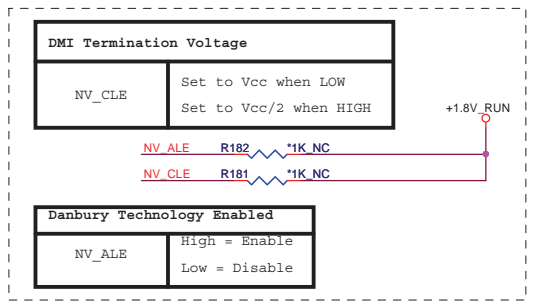 DMI Termination Voltage
NV_CLE
Set to Vcc when LOW
Set to Vcc/2 when HIGH
+1.8V_RUN
NV_ALE R182 *1K_NC
NV_CLE R181 *1K_NC
Danbury Technology Enabled
NV_ALE
High = Enable
Low = Disable